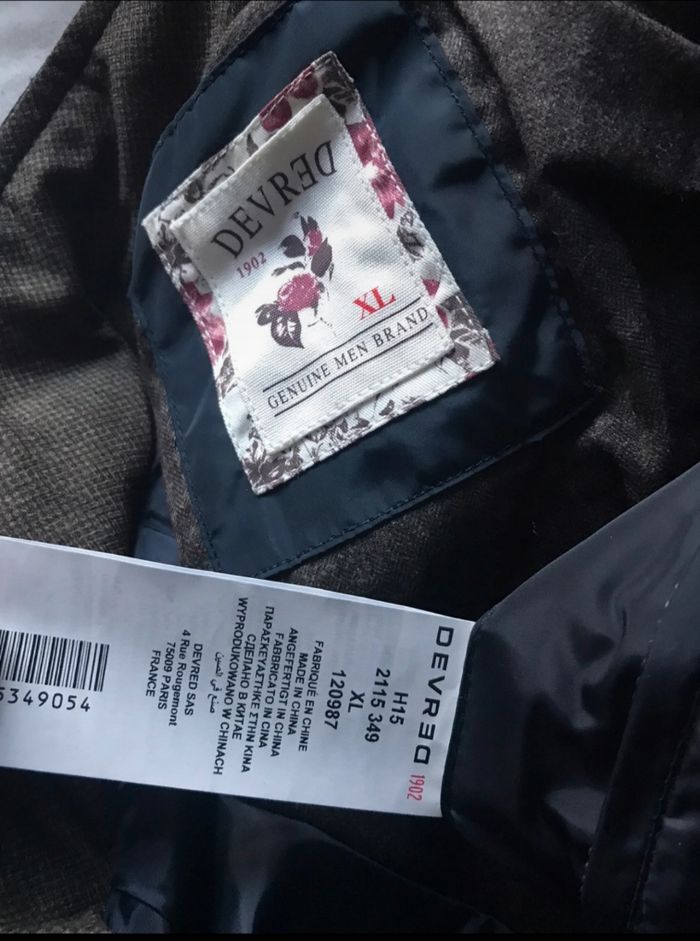 DEVRED
1902
XL
GENUINE MEN BRAND
DEVRED 1902
H15
2115 349
XL
120987
FABRIQUÉ EN CHINE
MADE IN CHINA
ANGEFERTIGT IN CHINA
FABBRICATO IN CINA
ΠΑΡΑΣΚΕΥΑΣΤΗΚΕ ΣΤΗΝ ΚΙΝΑ
СДЕЛАНО В КИТАЕ
WYPRODUKOWANO W CHINACH
صنع في الصين
DEVRED SAS
4 Rue Rougemont
75009 PARIS
FRANCE
5349054